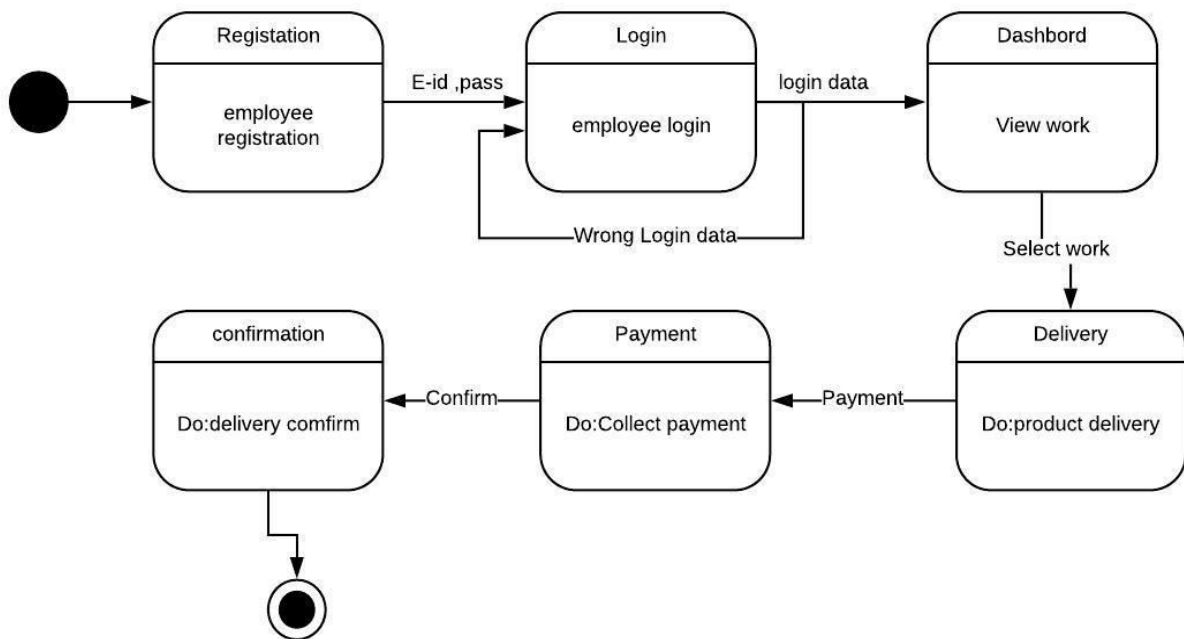 Registation
employee
registration
E-id ,pass
Login
employee login
login data
Wrong Login data
Dashbord
View work
Select work
Delivery
Do:product delivery
Payment
Payment
Do:Collect payment
Confirm
confirmation
Do:delivery comfirm